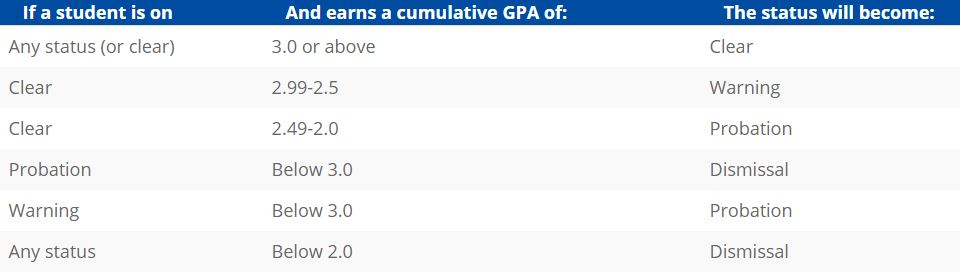 If a student is on And earns a cumulative GPA of: The status will become:
Any status (or clear) 3.0 or above Clear
Clear 2.99-2.5 Warning
Clear 2.49-2.0 Probation
Probation Below 3.0 Dismissal
Warning Below 3.0 Probation
Any status Below 2.0 Dismissal